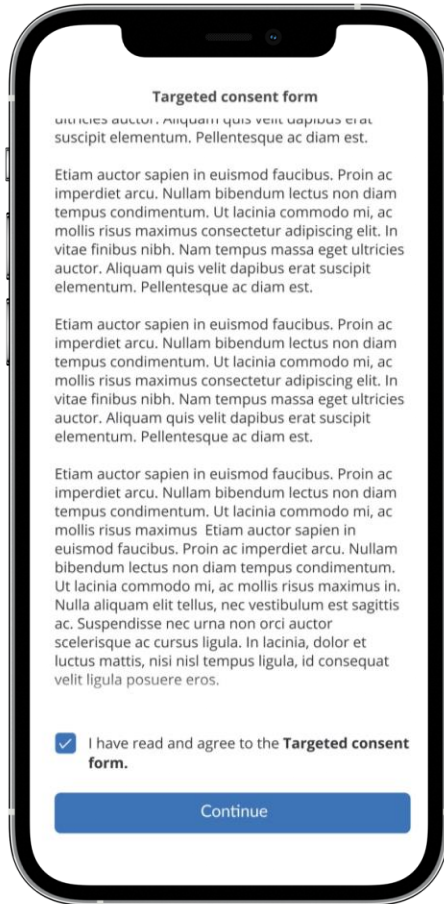 Targeted consent form
ultricies auctor. Aliquam quis velit dapibus erat
suscipit elementum. Pellentesque ac diam est.
Etiam auctor sapien in euismod faucibus. Proin ac
imperdiet arcu. Nullam bibendum lectus non diam
tempus condimentum. Ut lacinia commodo mi, ac
mollis risus maximus consectetur adipiscing elit. In
vitae finibus nibh. Nam tempus massa eget ultricies
auctor. Aliquam quis velit dapibus erat suscipit
elementum. Pellentesque ac diam est.
Etiam auctor sapien in euismod faucibus. Proin ac
imperdiet arcu. Nullam bibendum lectus non diam
tempus condimentum. Ut lacinia commodo mi, ac
mollis risus maximus consectetur adipiscing elit. In
vitae finibus nibh. Nam tempus massa eget ultricies
auctor. Aliquam quis velit dapibus erat suscipit
elementum. Pellentesque ac diam est.
Etiam auctor sapien in euismod faucibus. Proin ac
imperdiet arcu. Nullam bibendum lectus non diam
tempus condimentum. Ut lacinia commodo mi, ac
mollis risus maximus  Etiam auctor sapien in
euismod faucibus. Proin ac imperdiet arcu. Nullam
bibendum lectus non diam tempus condimentum.
Ut lacinia commodo mi, ac mollis risus maximus in.
Nulla aliquam elit tellus, nec vestibulum est sagittis
ac. Suspendisse nec urna non orci auctor
scelerisque ac cursus ligula. In lacinia, dolor et
luctus mattis, nisi nisl tempus ligula, id consequat
velit ligula posuere eros.
I have read and agree to the Targeted consent
form.
Continue